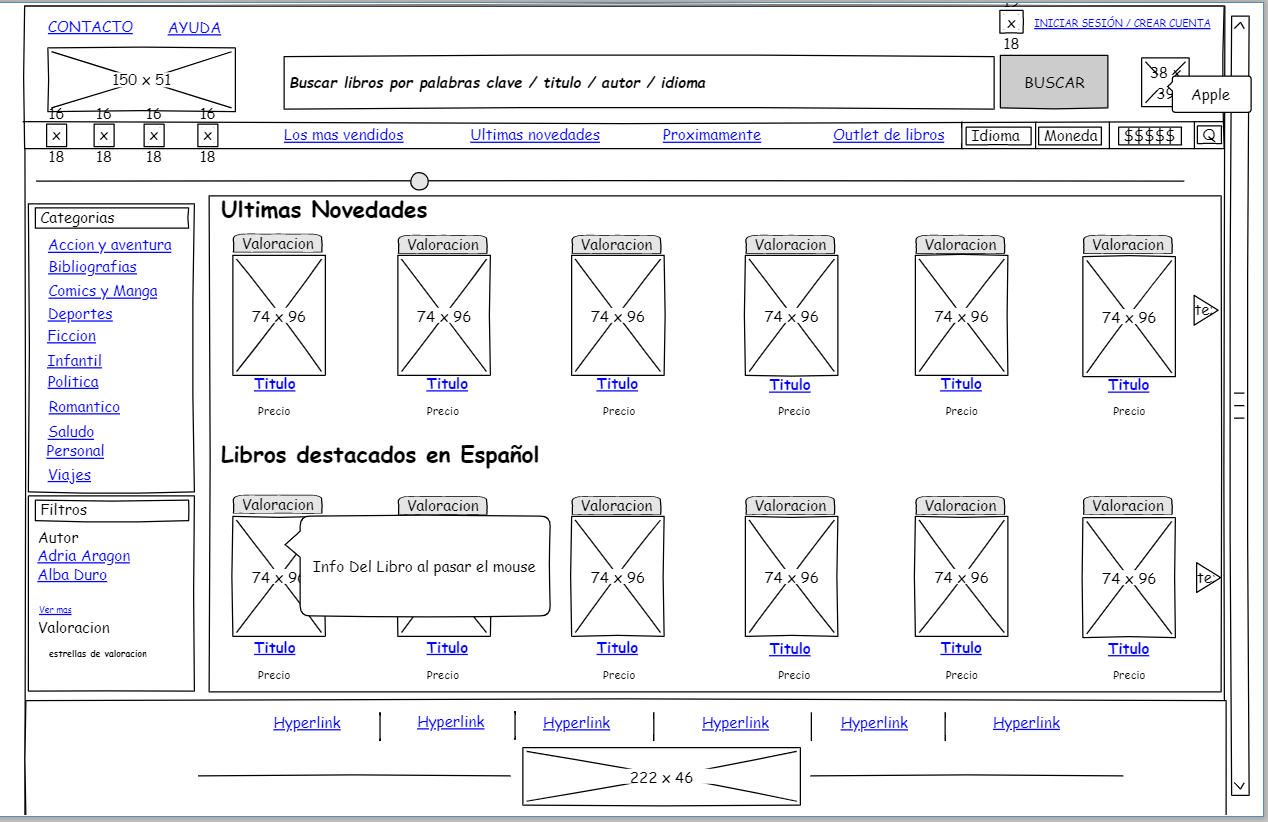 CONTACTO AYUDA
x
18
INICIAR SESIÓN / CREAR CUENTA
150 x 51
Buscar libros por palabras clave / titulo / autor / idioma
BUSCAR
38 x
39
Apple
16 16 16 16
x x x x
18 18 18 18
Los mas vendidos Ultimas novedades Proximamente Outlet de libros Idioma Moneda $$$$$ Q
Categorias
Accion y aventura
Bibliografias
Comics y Manga
Deportes
Ficcion
Infantil
Politica
Romantico
Saludo
Personal
Viajes
Filtros
Autor
Adria Aragon
Alba Duro
Ver mas
Valoracion
estrellas de valoracion
Ultimas Novedades
Valoracion Valoracion Valoracion Valoracion Valoracion Valoracion
74 x 96 74 x 96 74 x 96 74 x 96 74 x 96 74 x 96
te
Titulo Titulo Titulo Titulo Titulo Titulo
Precio Precio Precio Precio Precio Precio
Libros destacados en Español
Valoracion Valoracion Valoracion Valoracion Valoracion Valoracion
74 x 96 Info Del Libro al pasar el mouse 74 x 96 74 x 96 74 x 96 74 x 96
te
Titulo Titulo Titulo Titulo Titulo Titulo
Precio Precio Precio Precio Precio Precio
Hyperlink Hyperlink Hyperlink Hyperlink Hyperlink Hyperlink
222 x 46